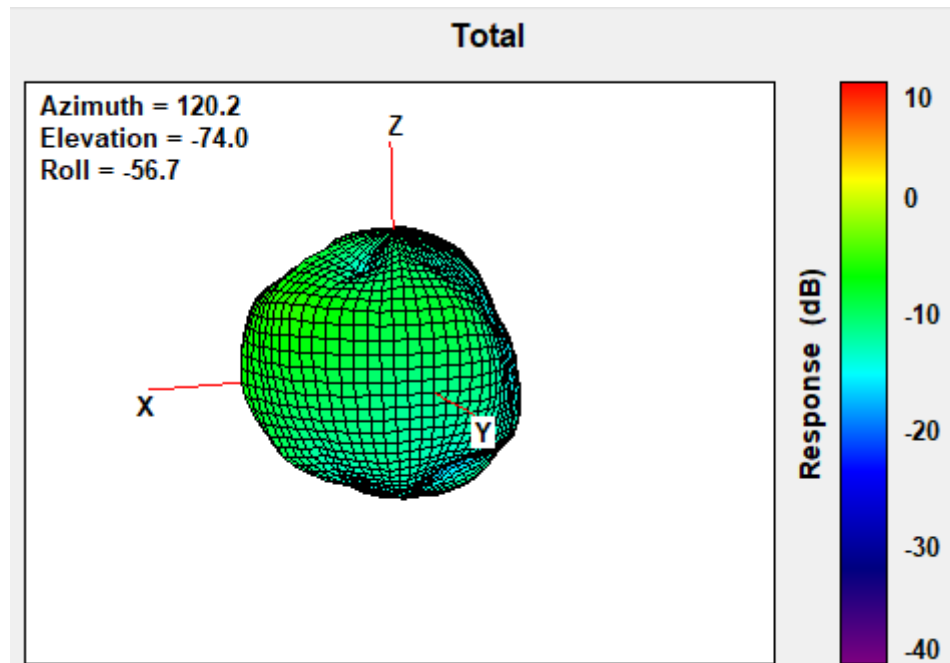 Total
Azimuth = 120.2
Elevation = -74.0
Roll = -56.7
Z
X
Y
10
0
-10
-20
-30
-40
Response (dB)